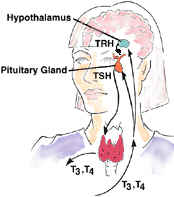 Hypothalamus
TRH
Pituitary Gland
TSH
T3,T4
T3,T4